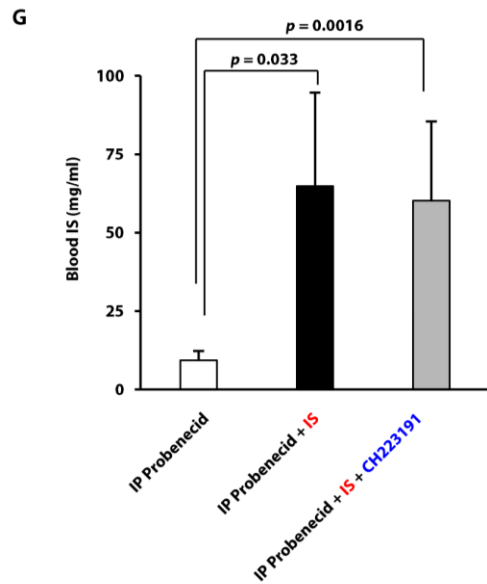 G
p = 0.0016
p = 0.033
100
75
50
25
0
Blood IS (mg/ml)
IP Probenecid
IP Probenecid + IS
IP Probenecid + IS + CH223191